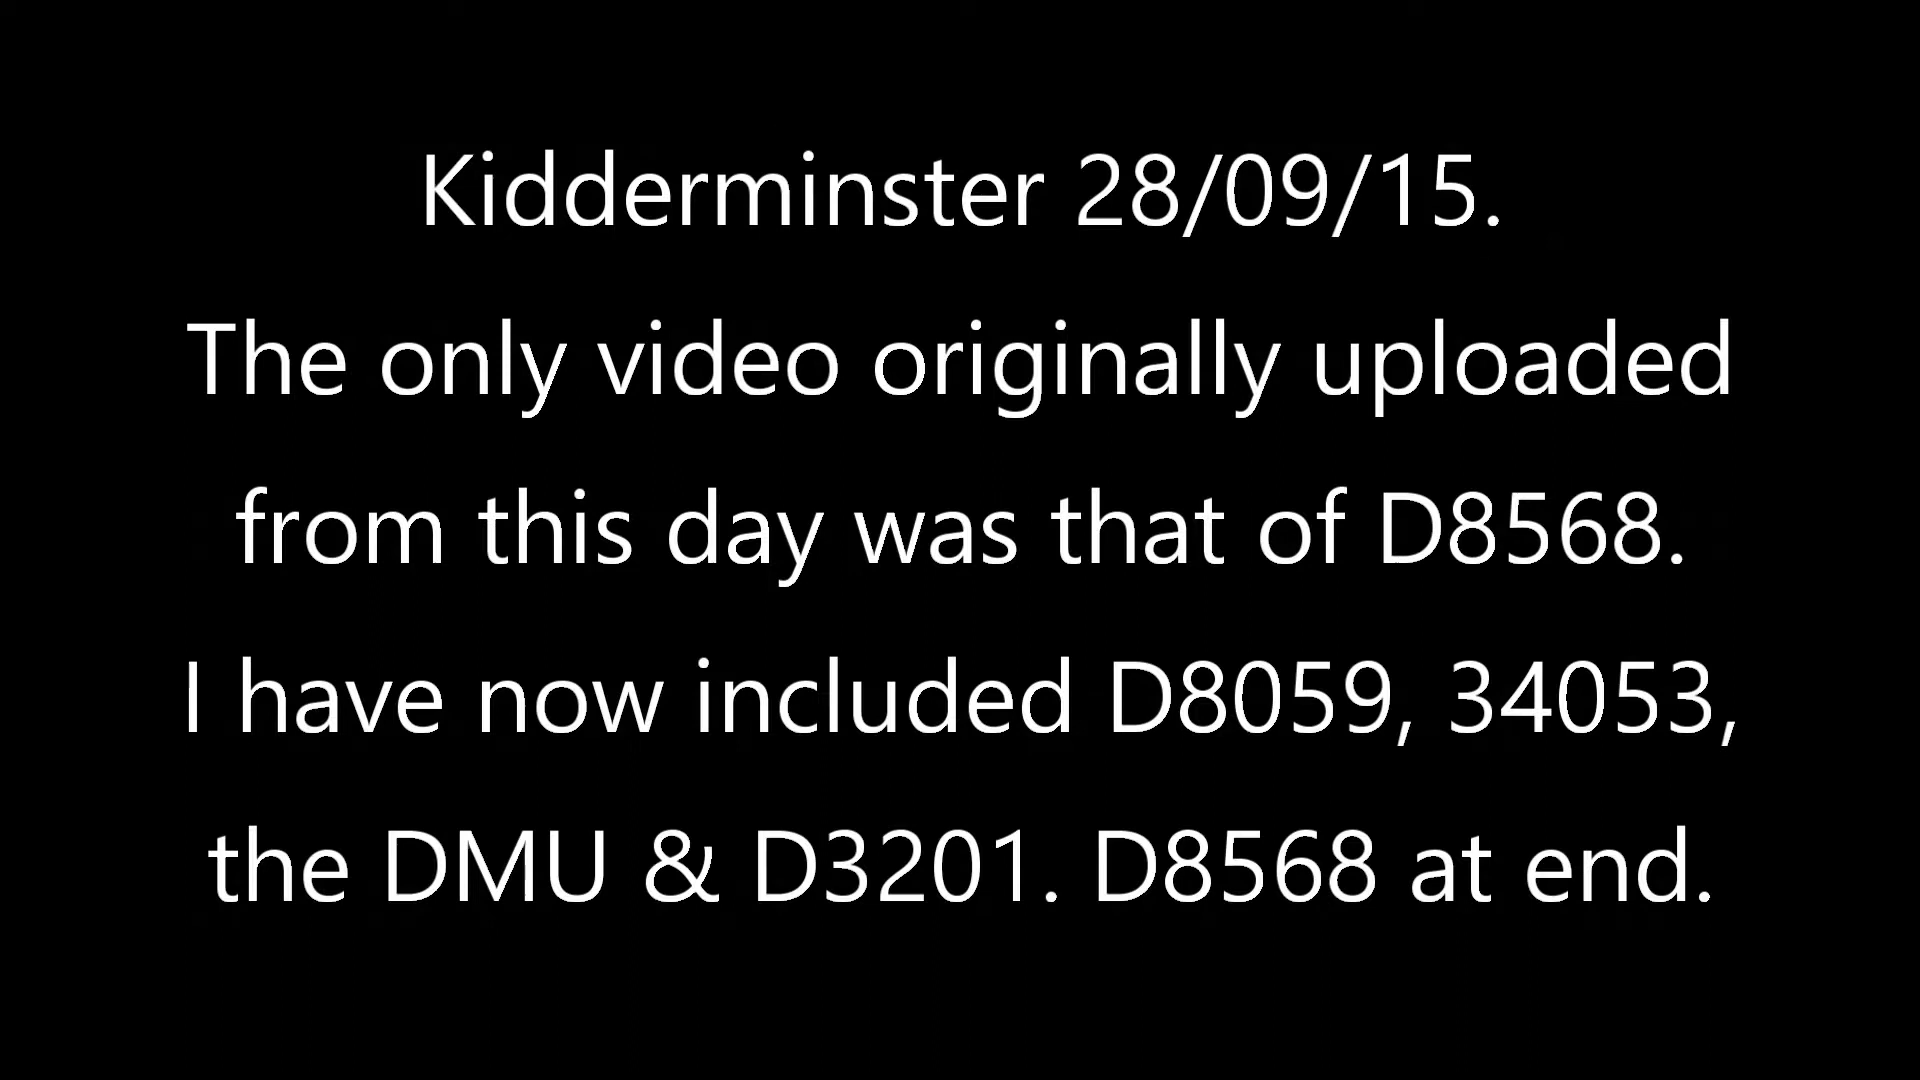 Kidderminster 28/09/15.
The only video originally uploaded
from this day was that of D8568.
I have now included D8059, 34053,
the DMU & D3201. D8568 at end.